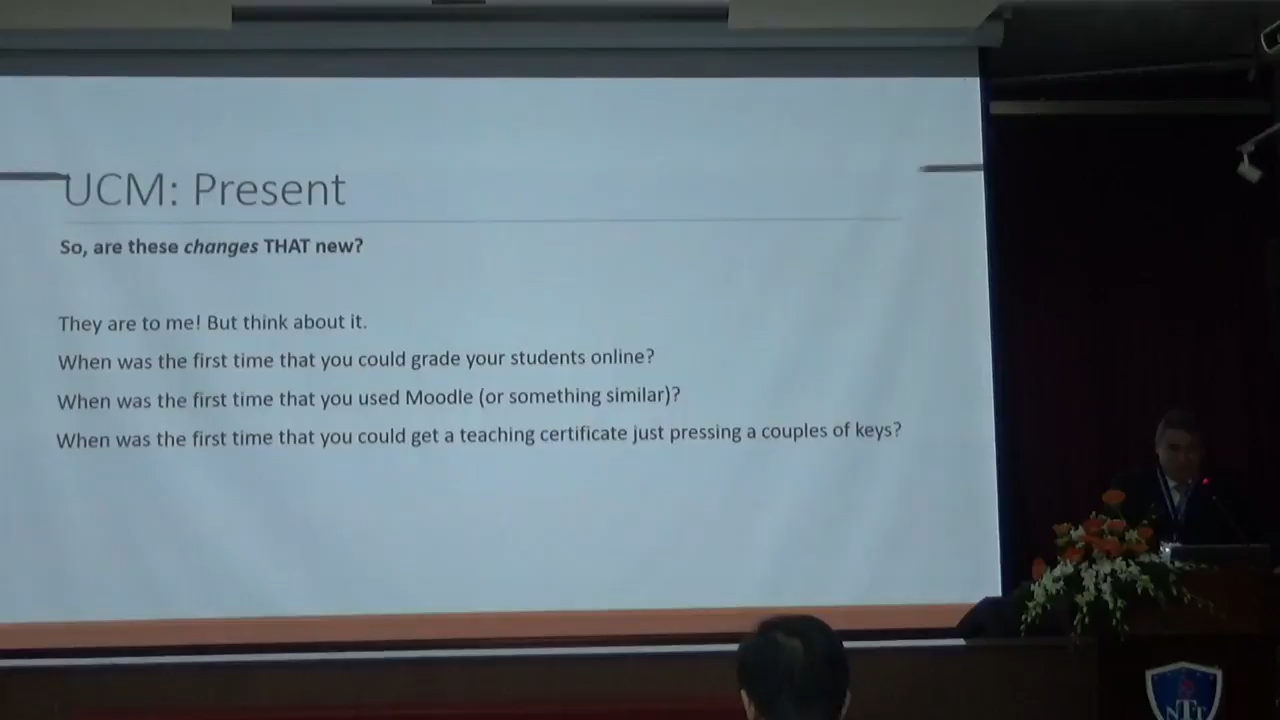 UCM: Present
So, are these changes THAT new?
They are to me! But think about it.
When was the first time that you could grade your students online?
When was the first time that you used Moodle (or something similar)?
When was the first time that you could get a teaching certificate just pressing a couples of keys?
NTT